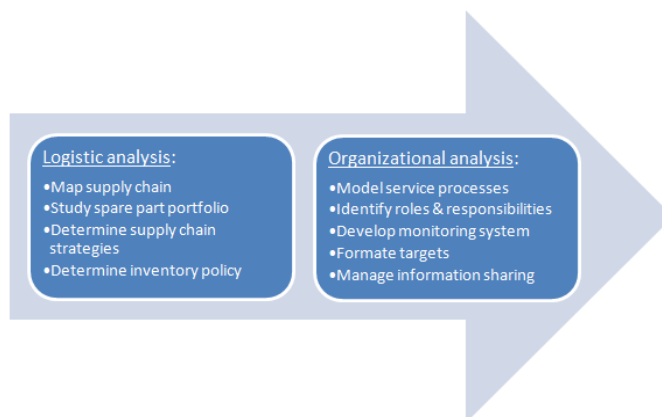 Logistic analysis:
•Map supply chain
•Study spare part portfolio
•Determine supply chain
strategies
•Determine inventory policy
Organizational analysis:
•Model service processes
•Identify roles & responsibilities
•Develop monitoring system
•Formate targets
•Manage information sharing